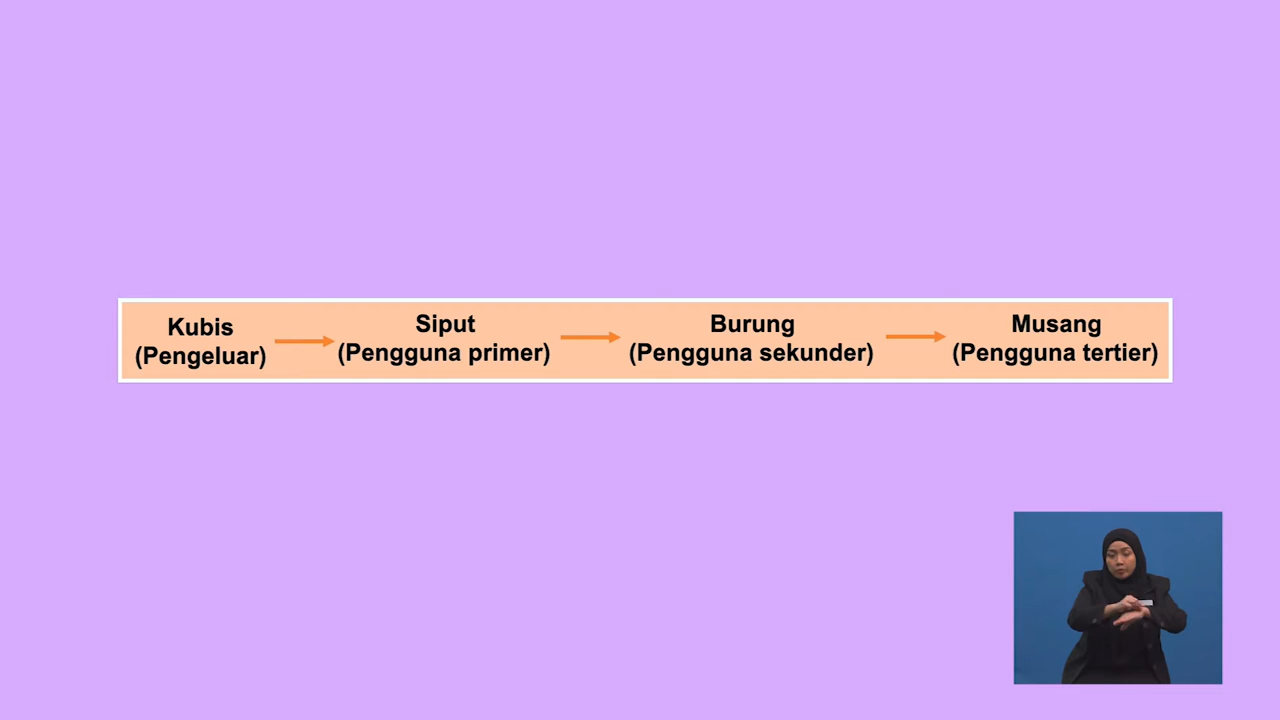 Kubis
(Pengeluar)
Siput
(Pengguna primer)
Burung
(Pengguna sekunder)
Musang
(Pengguna tertier)